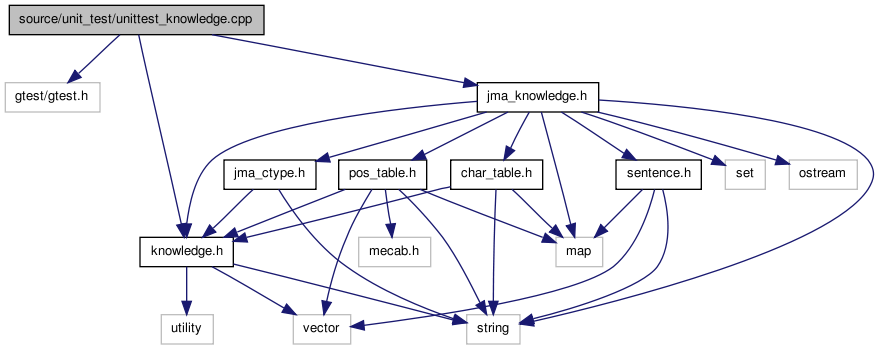 source/unit_test/unittest_knowledge.cpp
gtest/gtest.h
jma_knowledge.h
jma_ctype.h
pos_table.h
char_table.h
sentence.h
set
ostream
knowledge.h
mecab.h
map
utility
vector
string